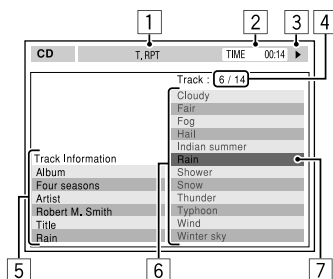 1 2 3 4
CD T. RPT TIME 00:14
Track : 6 / 14
Cloudy
Fair
Fog
Hail
Indian summer
Rain
Shower
Snow
Thunder
Typhoon
Wind
Winter sky
Track Information
Album
Four seasons
Artist
Robert M. Smith
Title
Rain
5 6 7